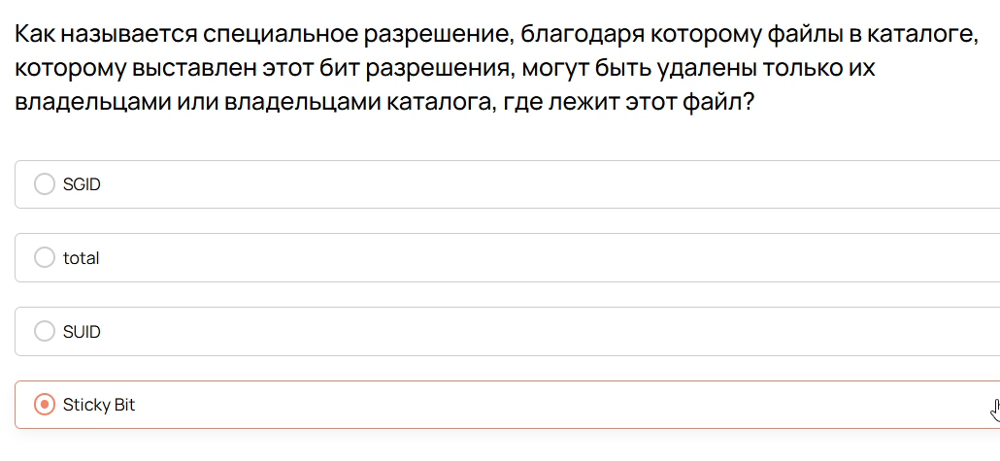 Как называется специальное разрешение, благодаря которому файлы в каталоге,
которому выставлен этот бит разрешения, могут быть удалены только их
владельцами или владельцами каталога, где лежит этот файл?
SGID
total
SUID
Sticky Bit